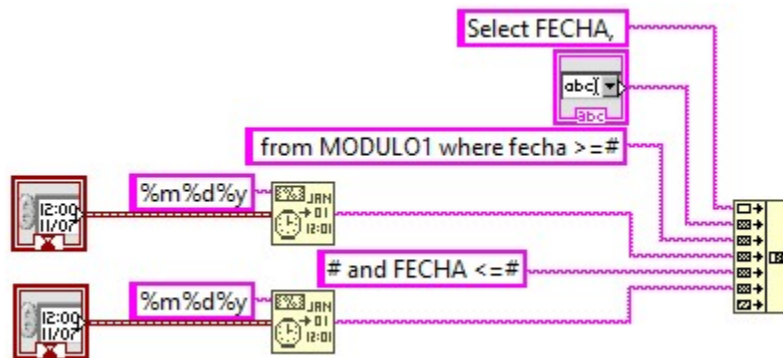 Select FECHA,
abc
abc
from MODULO1 where fecha >=#
%m%d%y
12:00
11/07
JAN
01
12:01
# and FECHA <=#
%m%d%y
12:00
11/07
JAN
01
12:01